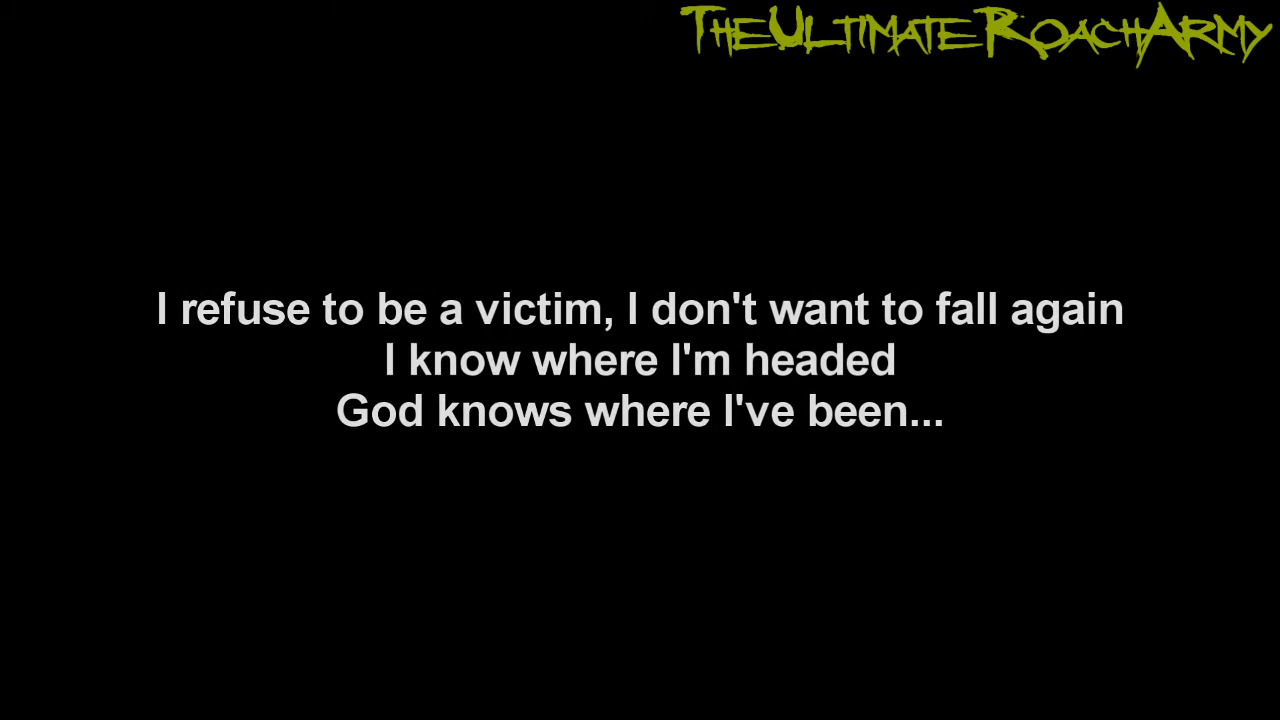 TheUltimateRoachArmy
I refuse to be a victim, I don't want to fall again
I know where I'm headed
God knows where I've been...